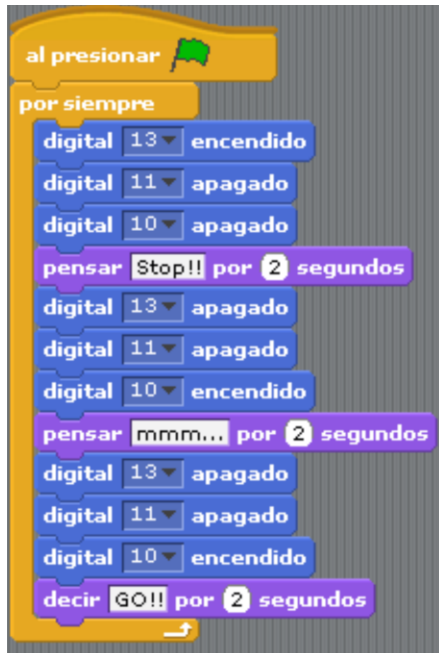 al presionar
por siempre
digital 13 encendido
digital 11 apagado
digital 10 apagado
pensar Stop!! por 2 segundos
digital 13 apagado
digital 11 apagado
digital 10 encendido
pensar mmm... por 2 segundos
digital 13 apagado
digital 11 apagado
digital 10 encendido
decir GO!! por 2 segundos